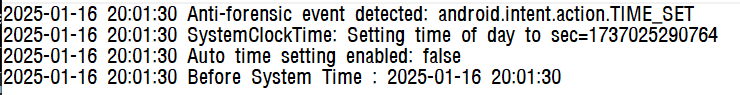 2025-01-16 20:01:30 Anti-forensic event detected: android.intent.action.TIME_SET
2025-01-16 20:01:30 SystemClockTime: Setting time of day to sec=1737025290764
2025-01-16 20:01:30 Auto time setting enabled: false
2025-01-16 20:01:30 Before System Time : 2025-01-16 20:01:30